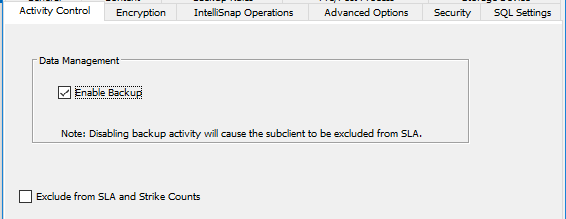 Activity Control Encryption IntelliSnap Operations Advanced Options Security SQL Settings
Data Management
Enable Backup
Note: Disabling backup activity will cause the subclient to be excluded from SLA.
Exclude from SLA and Strike Counts